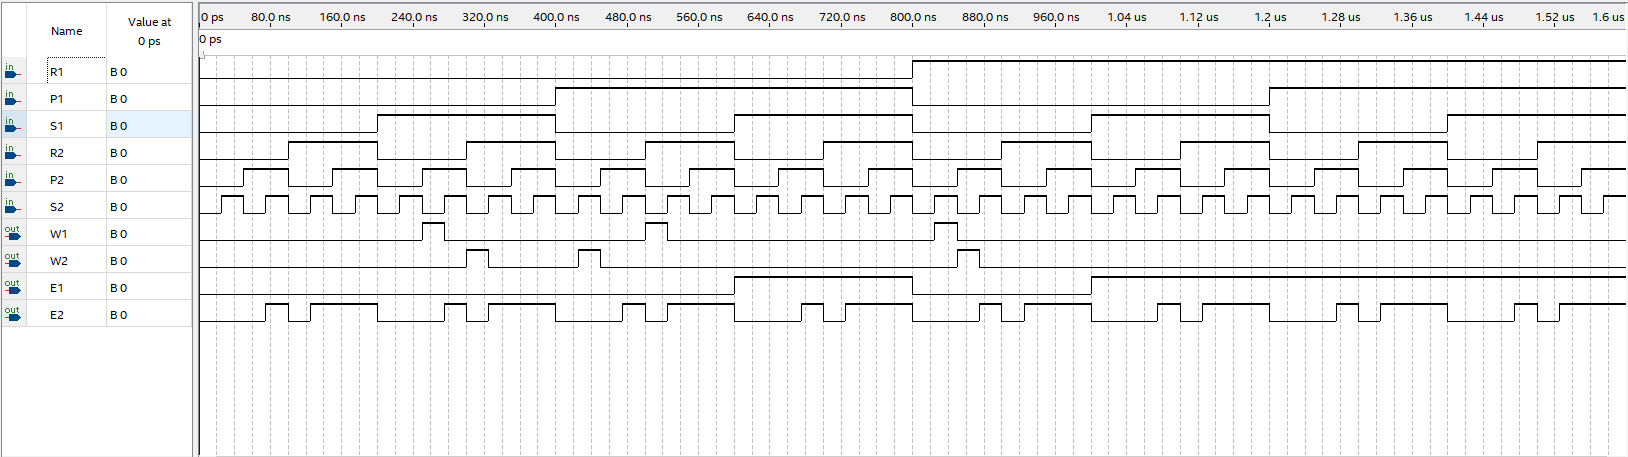 Name
Value at
0 ps
0 ps 80.0 ns 160.0 ns 240.0 ns 320.0 ns 400.0 ns 480.0 ns 560.0 ns 640.0 ns 720.0 ns 800.0 ns 880.0 ns 960.0 ns 1.04 us 1.12 us 1.2 us 1.28 us 1.36 us 1.44 us 1.52 us 1.6 us
0 ps
in R1 B 0
in P1 B 0
in S1 B 0
in R2 B 0
in P2 B 0
in S2 B 0
out W1 B 0
out W2 B 0
out E1 B 0
out E2 B 0